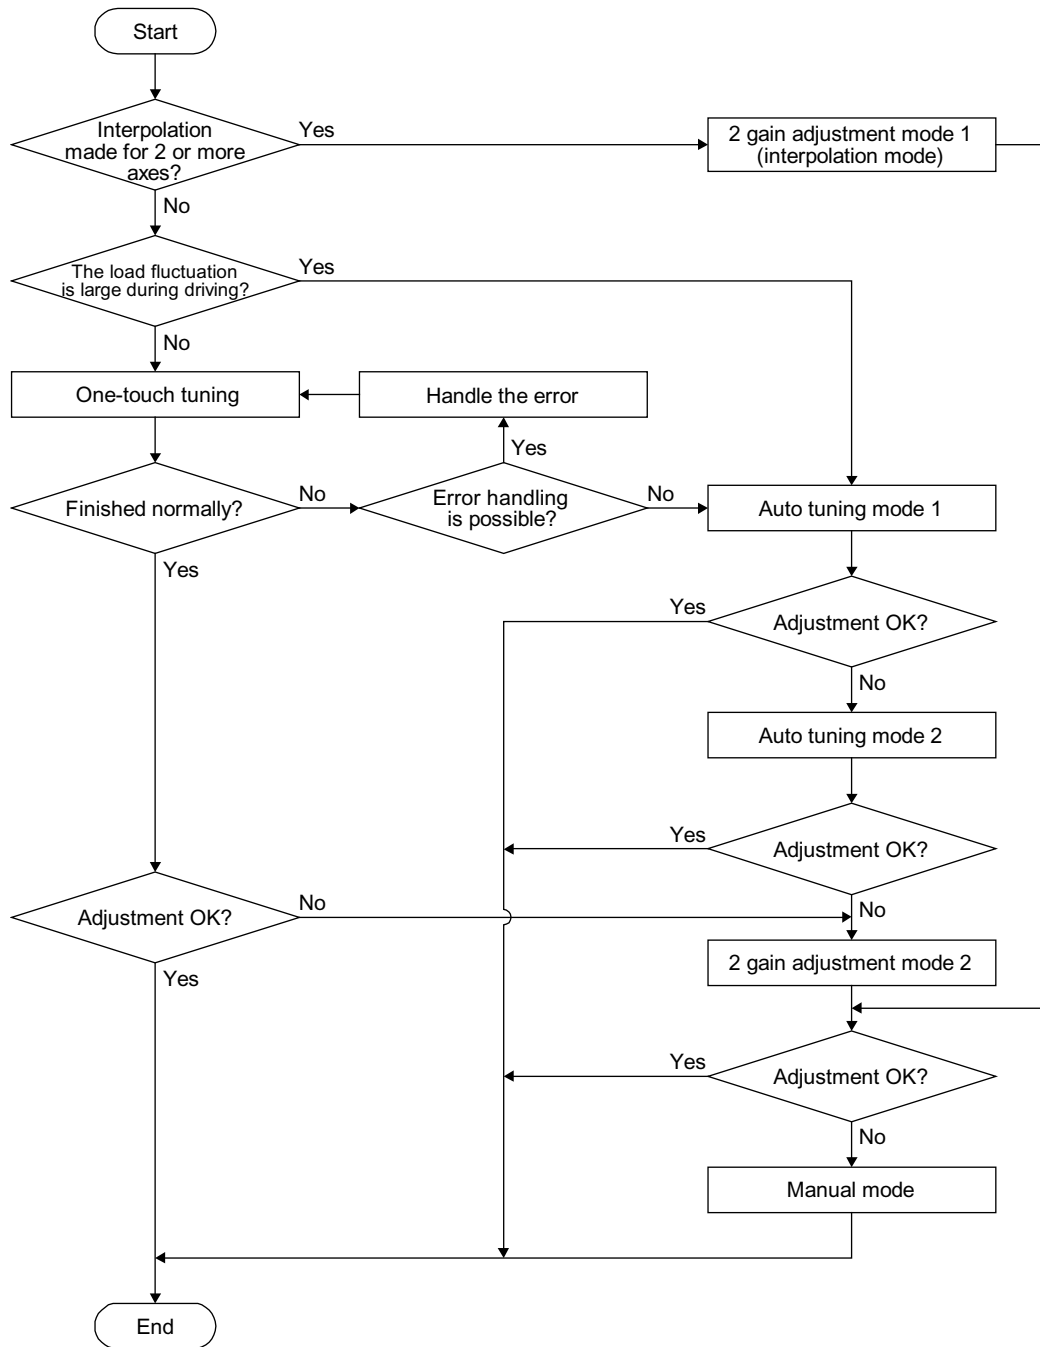 Start
Interpolation
made for 2 or more
axes?
Yes
2 gain adjustment mode 1
(interpolation mode)
No
The load fluctuation
is large during driving?
Yes
No
One-touch tuning
Handle the error
Yes
Finished normally?
No
Error handling
is possible?
No
Auto tuning mode 1
Yes
Yes
Adjustment OK?
No
Auto tuning mode 2
Yes
Adjustment OK?
No
Adjustment OK?
No
Yes
2 gain adjustment mode 2
Yes
Adjustment OK?
No
Manual mode
End